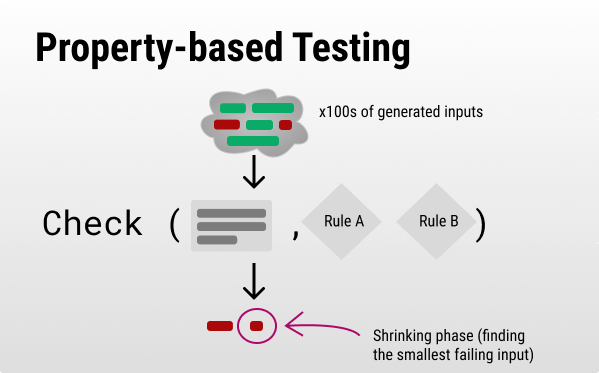 Property-based Testing
x100s of generated inputs
Check ( , Rule A Rule B )
Shrinking phase (finding
the smallest failing input)